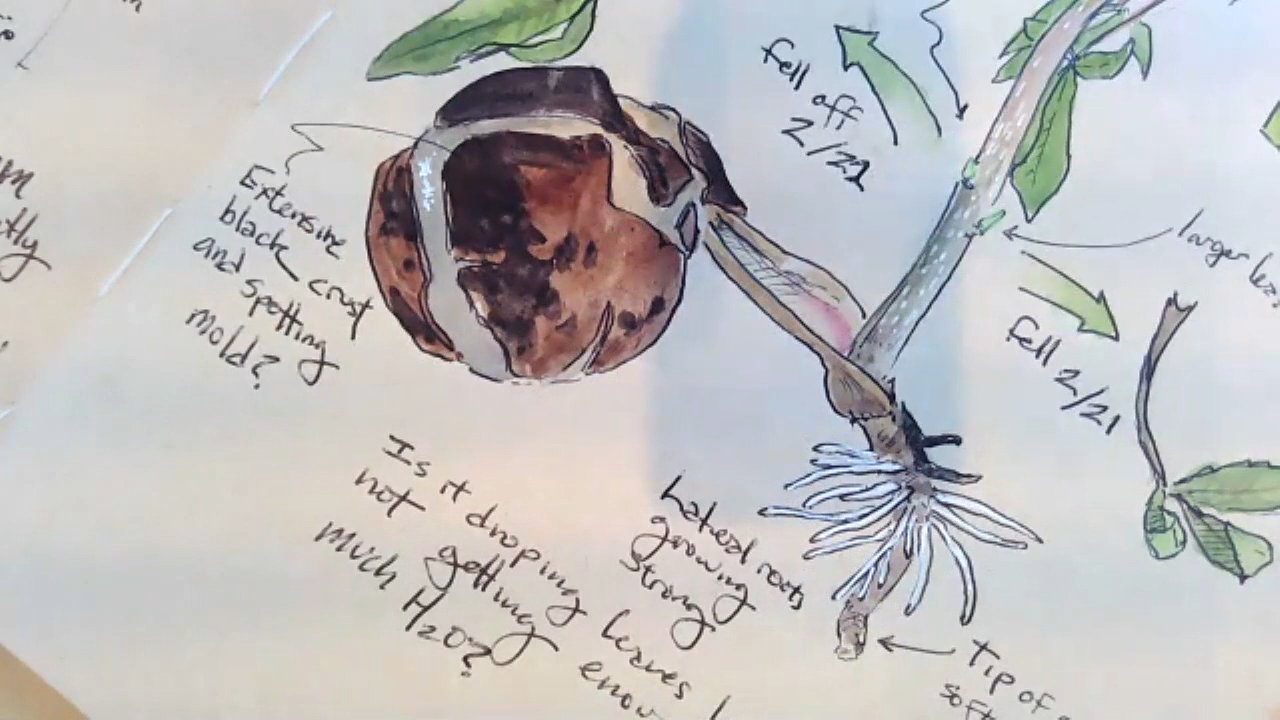 fell off
2/21
Extensive
black crust
and spotting
mold?
larger
fell 2/21
Is it droping leaves
not getting
much H2O?
Lateral roots
growing
strong
Tip of
soft